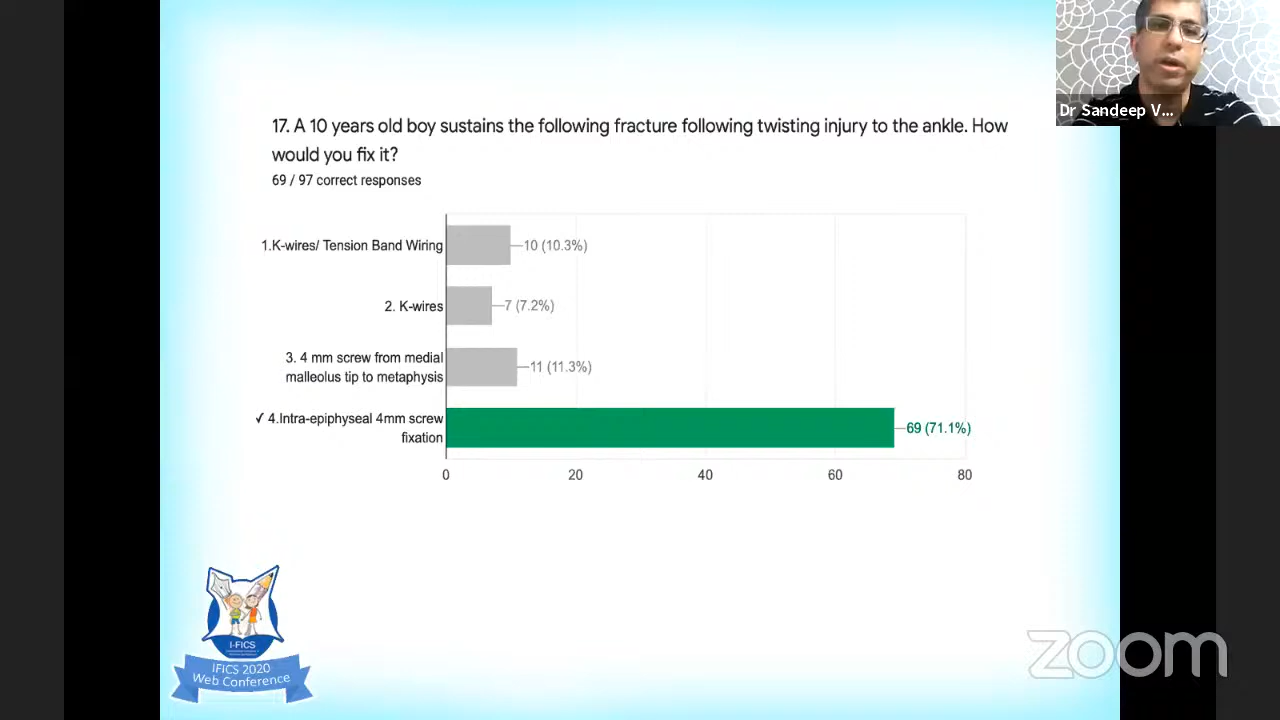 17. A 10 years old boy sustains the following fracture following twisting injury to the ankle. How
would you fix it?
69 / 97 correct responses
1.K-wires/ Tension Band Wiring
10 (10.3%)
2. K-wires
7 (7.2%)
3. 4 mm screw from medial
malleolus tip to metaphysis
11 (11.3%)
✓ 4.Intra-epiphyseal 4mm screw
fixation
69 (71.1%)
0 20 40 60 80
Dr Sandeep V...
I-FICS
IFICS 2020
Web Conference
zoom